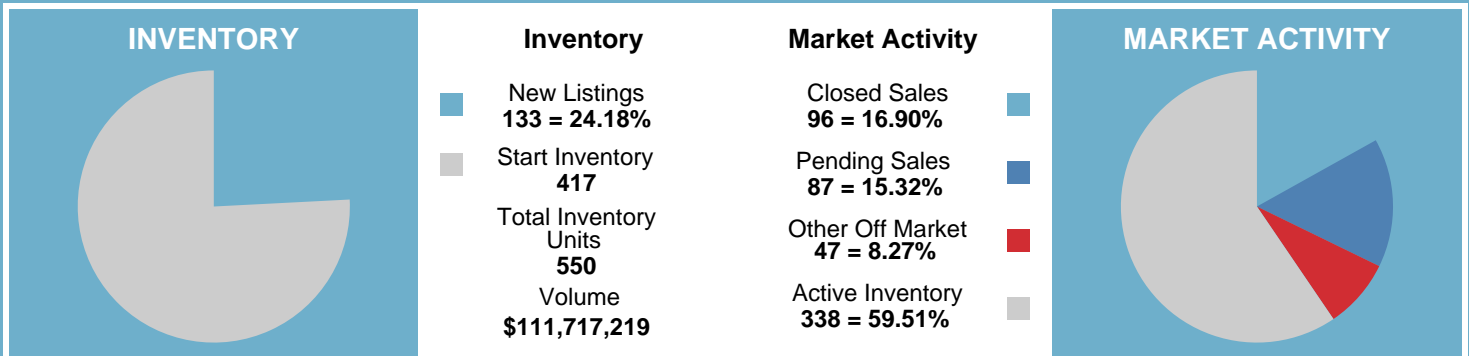 INVENTORY
Inventory
New Listings
133 = 24.18%
Start Inventory
417
Total Inventory
Units
550
Volume
$111,717,219
Market Activity
Closed Sales
96 = 16.90%
Pending Sales
87 = 15.32%
Other Off Market
47 = 8.27%
Active Inventory
338 = 59.51%
MARKET ACTIVITY